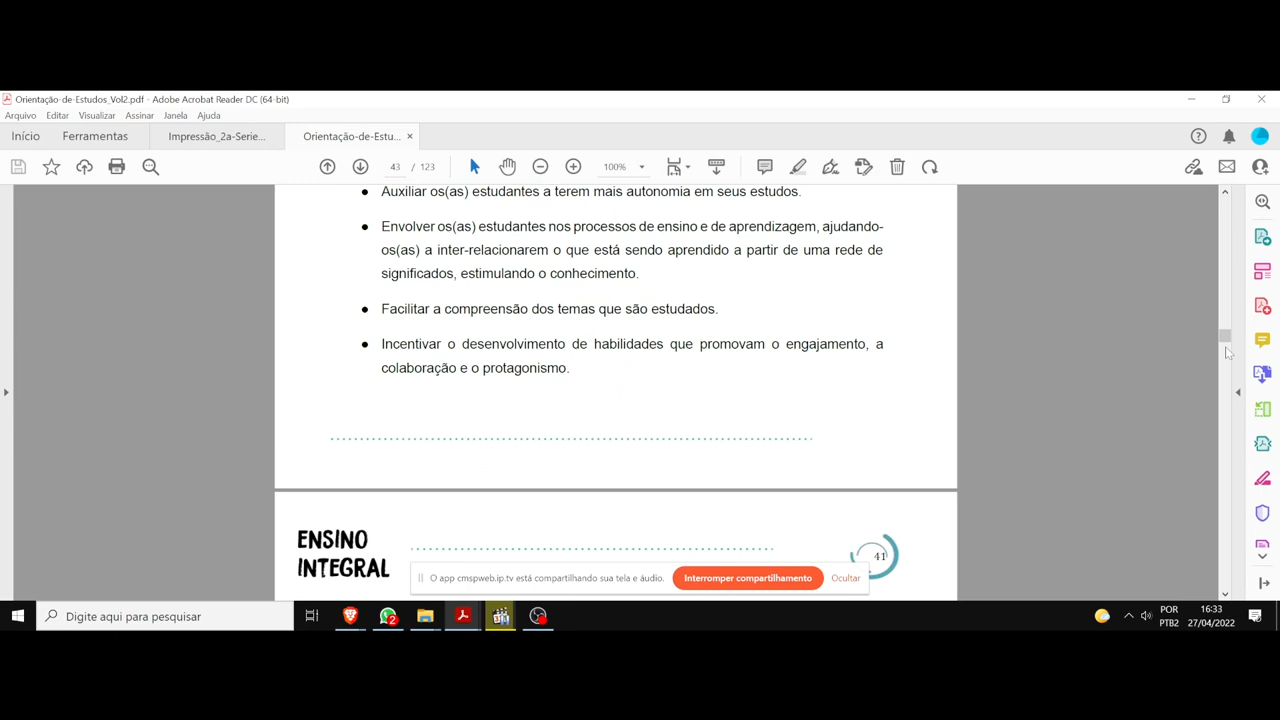 Orientação-de-Estudos_Vol2.pdf - Adobe Acrobat Reader DC (64-bit)
Arquivo Editar Visualizar Assinar Janela Ajuda
Início Ferramentas Impressão_2a-Serie... Orientação-de-Estu... ×
43 / 123 100%
● Auxiliar os(as) estudantes a terem mais autonomia em seus estudos.
● Envolver os(as) estudantes nos processos de ensino e de aprendizagem, ajudando-
os(as) a inter-relacionarem o que está sendo aprendido a partir de uma rede de
significados, estimulando o conhecimento.
● Facilitar a compreensão dos temas que são estudados.
● Incentivar o desenvolvimento de habilidades que promovam o engajamento, a
colaboração e o protagonismo.
ENSINO
INTEGRAL
41
O app cmspweb.ip.tv está compartilhando sua tela e áudio. Interromper compartilhamento Ocultar
Digite aqui para pesquisar
2
POR
PTB2
16:33
27/04/2022